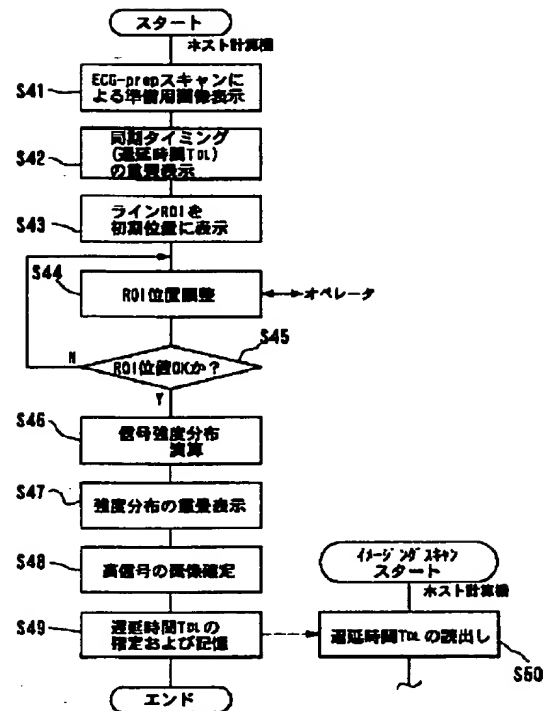 スタート
ホスト計算機
S41
ECG-prepスキャンに
よる準備用画像表示
S42
同期タイミング
(遅延時間TDL)
の重畳表示
S43
ラインROIを
初期位置に表示
S44
ROI位置調整
オペレータ
S45
N
ROI位置OKか?
Y
S46
信号強度分布
演算
S47
強度分布の重畳表示
S48
高信号の画像確定
S49
遅延時間TDLの
確定および記憶
エンド
イメージングスキャン
スタート
ホスト計算機
遅延時間TDLの読出し
S50